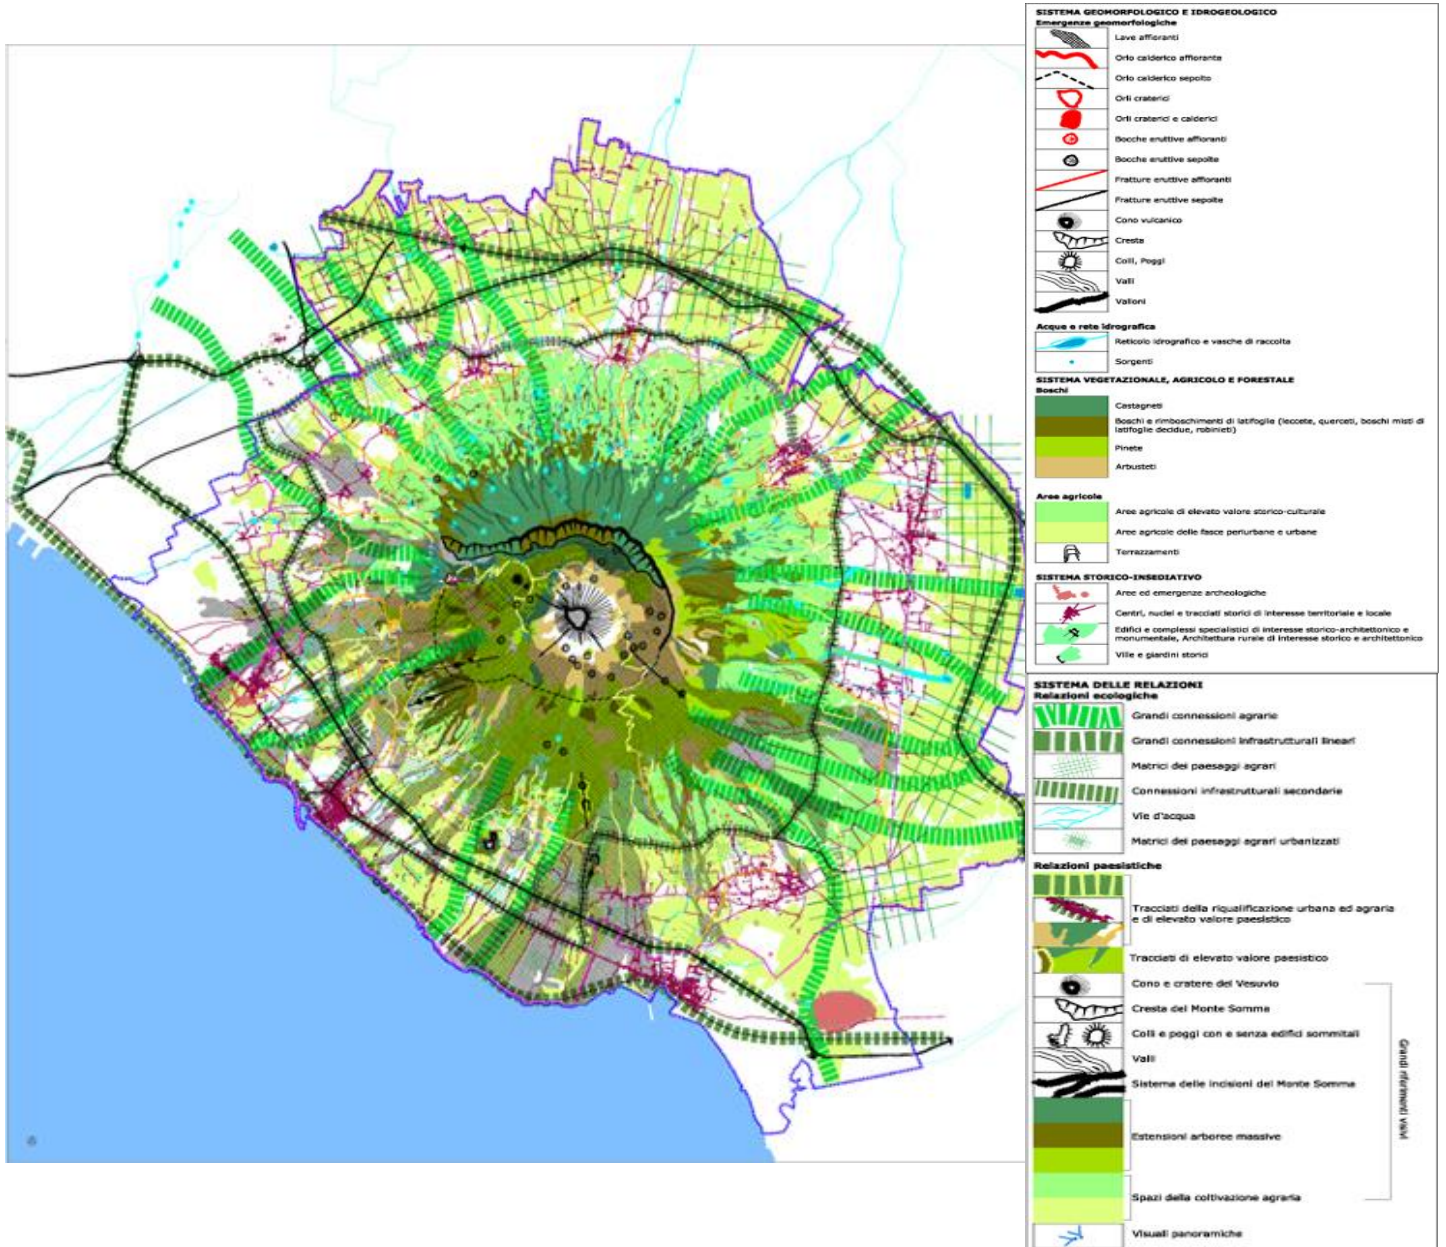 SISTEMA GEOMORFOLOGICO E IDROGEOLOGICO
Emergenze geomorfologiche
Lave affioranti
Orlo calderico affiorante
Orlo calderico sepolto
Orli craterici
Orli craterici e calderici
Bocche eruttive affioranti
Bocche eruttive sepolte
Fratture eruttive affioranti
Fratture eruttive sepolte
Cono vulcanico
Cresta
Colli, Poggi
Valli
Valloni
Acque e rete idrografica
Reticolo idrografico e vasche di raccolta
Sorgenti
SISTEMA VEGETAZIONALE, AGRICOLO E FORESTALE
Boschi
Castagneti
Boschi e rimboschimenti di latifoglie (leccete, querceti, boschi misti di
latifoglie decidue, robinieti)
Pinete
Arbusteti
Aree agricole
Aree agricole di elevato valore storico-culturale
Aree agricole delle fasce periurbane e urbane
Terrazzamenti
SISTEMA STORICO-INSEDIATIVO
Aree ed emergenze archeologiche
Centri, nuclei e tracciati storici di interesse territoriale e locale
Edifici e complessi specialistici di interesse storico-architettonico e
monumentale, Architettura rurale di interesse storico e architettonico
Ville e giardini storici
SISTEMA DELLE RELAZIONI
Relazioni ecologiche
Grandi connessioni agrarie
Grandi connessioni infrastrutturali lineari
Matrici dei paesaggi agrari
Connessioni infrastrutturali secondarie
Vie d'acqua
Matrici dei paesaggi agrari urbanizzati
Relazioni paesistiche
Tracciati della riqualificazione urbana ed agraria
e di elevato valore paesistico
Tracciati di elevato valore paesistico
Cono e cratere del Vesuvio
Cresta del Monte Somma
Colli e poggi con e senza edifici sommitali
Valli
Sistema delle incisioni del Monte Somma
Estensioni arboree massive
Spazi della coltivazione agraria
Visuali panoramiche
Grandi riferimenti visivi